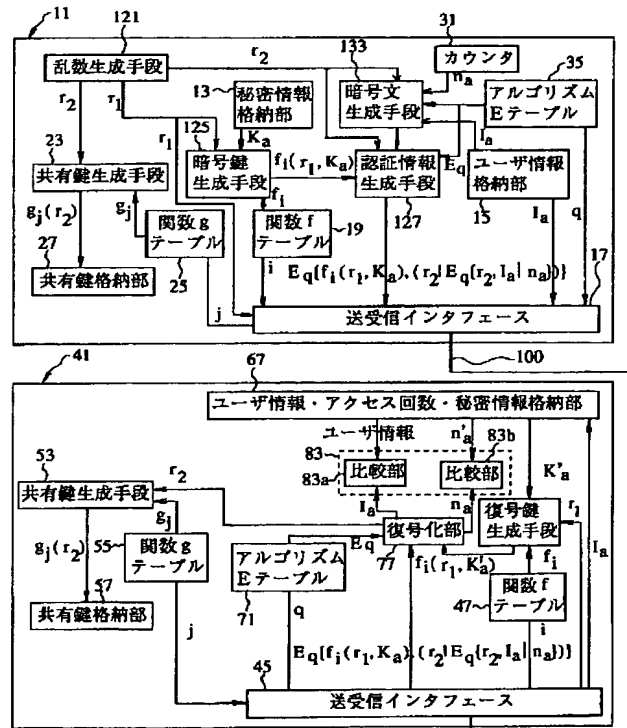 11
121
乱数生成手段
r₂
133
31
カウンタ
nₐ
35
アルゴリズム
Eテーブル
暗号文
生成手段
13
秘密情報
格納部
r₂
r₁
r₁
23
共有鍵生成手段
125
Kₐ
暗号鍵
生成手段
fᵢ(r₁,Kₐ)
fᵢ
認証情報
生成手段
127
E_q
Iₐ
ユーザ情報
格納部
15
gⱼ(r₂)
gⱼ
関数g
テーブル
25
関数f
テーブル
19
Iₐ
q
27
共有鍵格納部
j
i
E_q{fᵢ(r₁,Kₐ),(r₂|E_q{r₂,Iₐ|nₐ})}
17
送受信インタフェース
100
41
67
ユーザ情報・アクセス回数・秘密情報格納部
ユーザ情報
n'ₐ
83
83a
比較部
83b
比較部
K'ₐ
r₁
Iₐ
53
共有鍵生成手段
r₂
gⱼ
Iₐ
nₐ
復号化部
77
復号鍵
生成手段
gⱼ(r₂)
55
関数g
テーブル
E_q
アルゴリズム
Eテーブル
71
fᵢ(r₁,K'ₐ)
fᵢ
関数f
テーブル
47
57
共有鍵格納部
j
q
i
E_q{fᵢ(r₁,Kₐ),(r₂|E_q{r₂,Iₐ|nₐ})}
45
送受信インタフェース